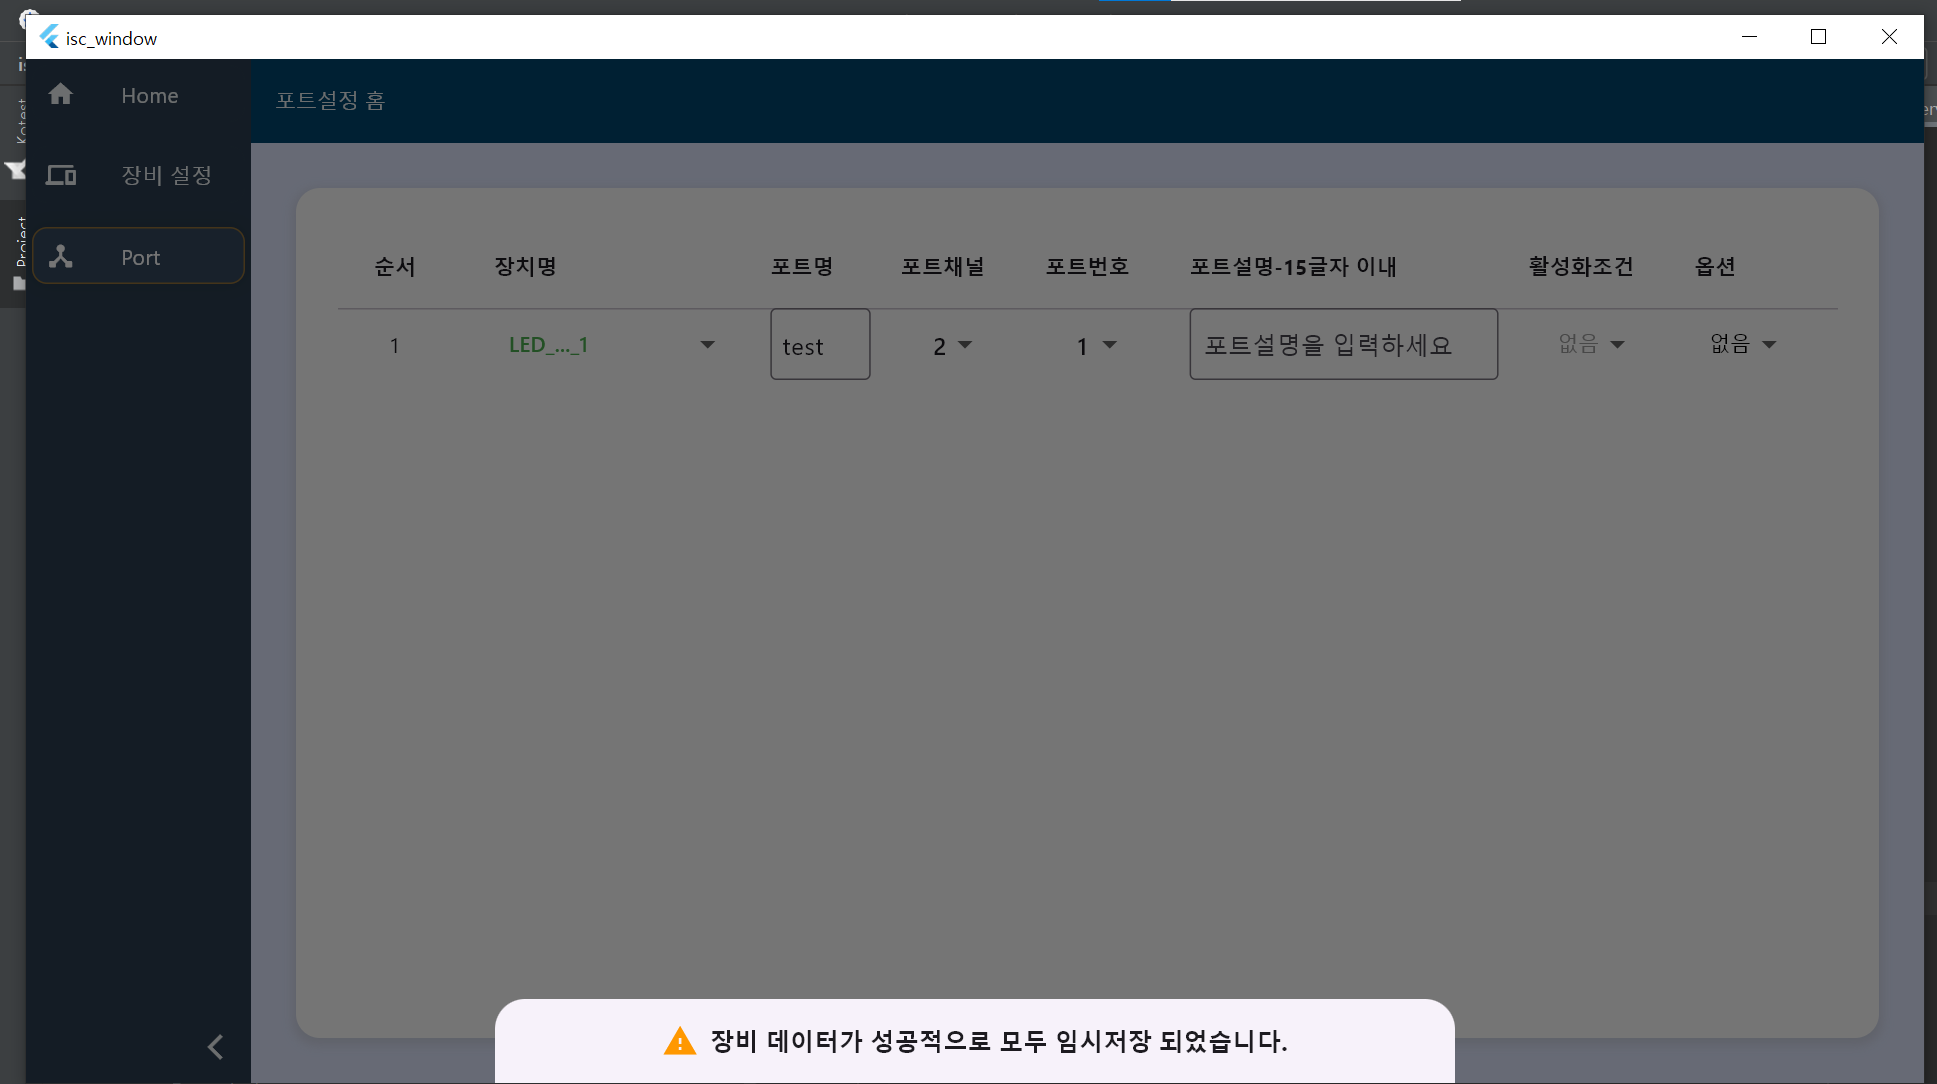 isc_window
Home
포트설정 홈
장비 설정
Port
Project
순서 장치명 포트명 포트채널 포트번호 포트설명-15글자 이내 활성화조건 옵션
1 LED_..._1 test 2 1 포트설명을 입력하세요 없음 없음
장비 데이터가 성공적으로 모두 임시저장 되었습니다.